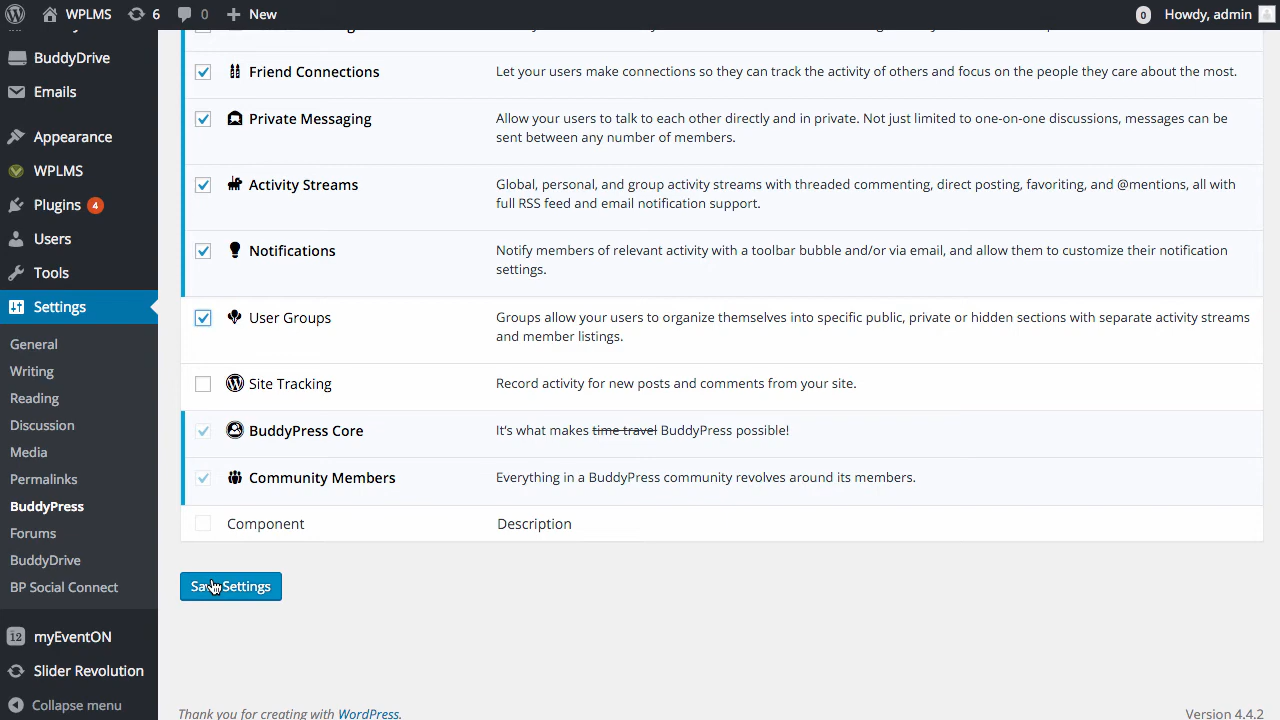 WPLMS 6 0 New 0 Howdy, admin
BuddyDrive
Emails
Appearance
WPLMS
Plugins 4
Users
Tools
Settings
General
Writing
Reading
Discussion
Media
Permalinks
BuddyPress
Forums
BuddyDrive
BP Social Connect
12 myEventON
Slider Revolution
Collapse menu
Friend Connections
Let your users make connections so they can track the activity of others and focus on the people they care about the most.
Private Messaging
Allow your users to talk to each other directly and in private. Not just limited to one-on-one discussions, messages can be
sent between any number of members.
Activity Streams
Global, personal, and group activity streams with threaded commenting, direct posting, favoriting, and @mentions, all with
full RSS feed and email notification support.
Notifications
Notify members of relevant activity with a toolbar bubble and/or via email, and allow them to customize their notification
settings.
User Groups
Groups allow your users to organize themselves into specific public, private or hidden sections with separate activity streams
and member listings.
Site Tracking
Record activity for new posts and comments from your site.
BuddyPress Core
It's what makes time travel BuddyPress possible!
Community Members
Everything in a BuddyPress community revolves around its members.
Component Description
Save Settings
Thank you for creating with WordPress. Version 4.4.2